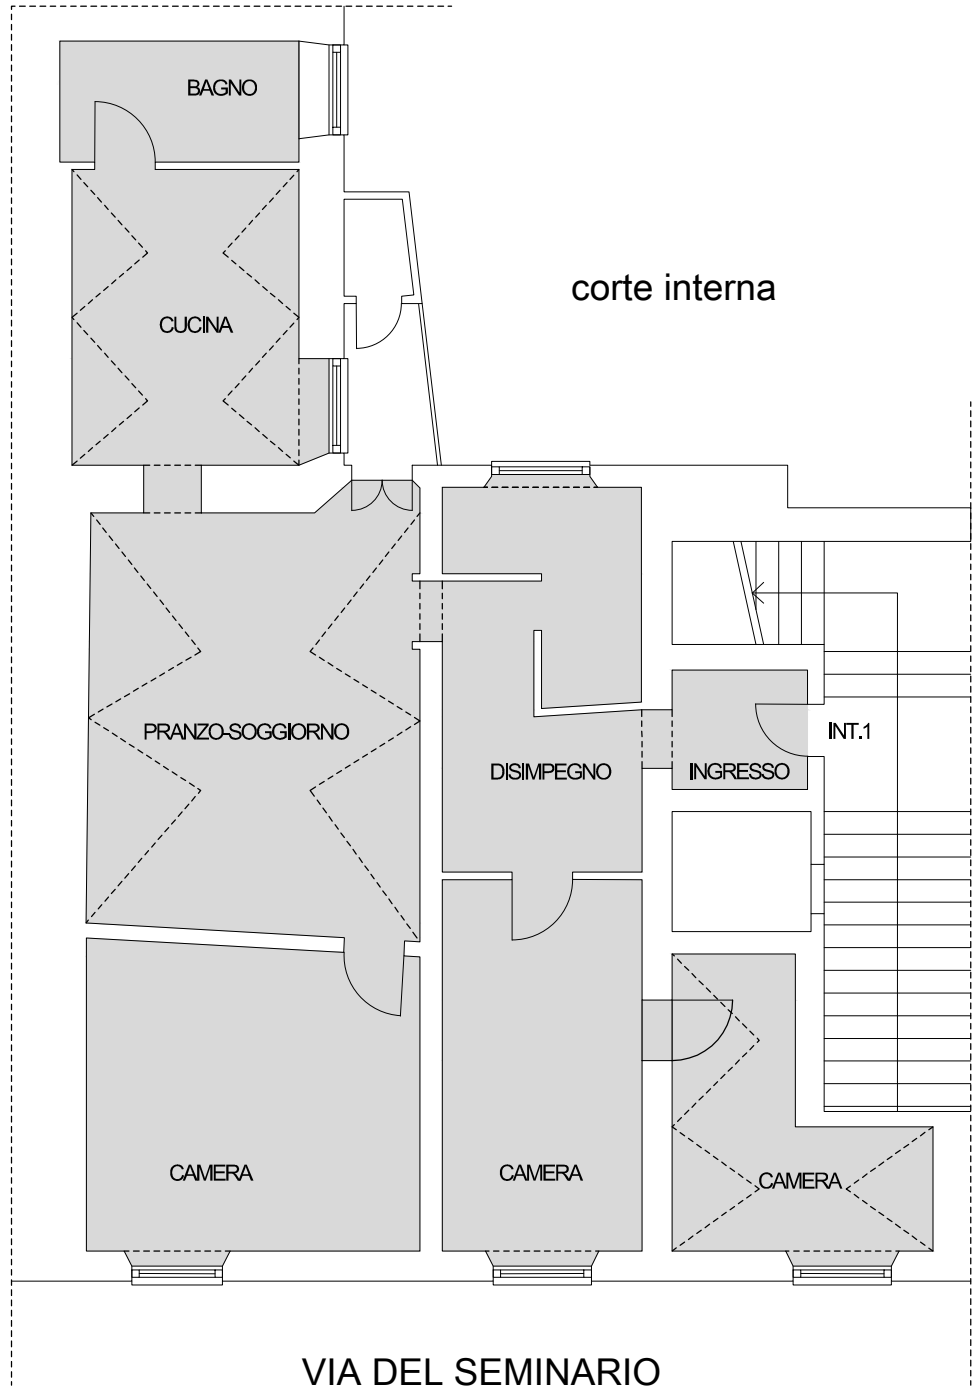 BAGNO
corte interna
CUCINA
PRANZO-SOGGIORNO
INT.1
DISIMPEGNO
INGRESSO
CAMERA
CAMERA
CAMERA
VIA DEL SEMINARIO